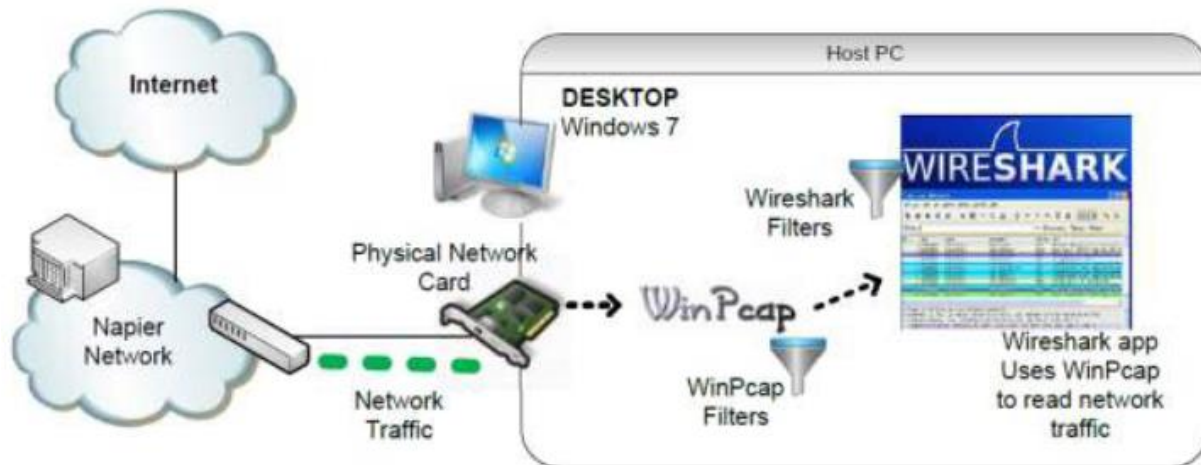 Host PC
Internet
DESKTOP
Windows 7
WIRESHARK
Wireshark
Filters
Physical Network
Card
WinPcap
Napier
Network
Network
Traffic
WinPcap
Filters
Wireshark app
Uses WinPcap
to read network
traffic